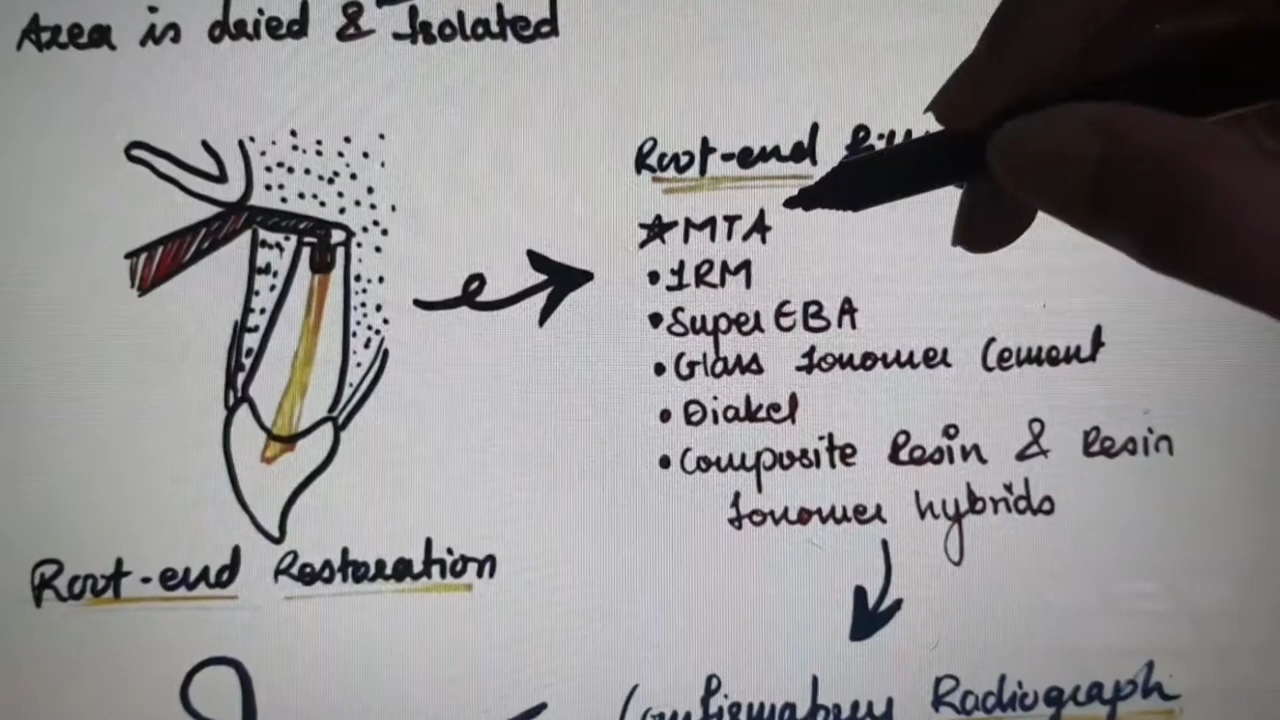 Area is dried & Isolated
Root-end
☆MTA
•IRM
•Super EBA
•Glass Ionomer Cement
•Diaket
•Composite Resin & Resin
Ionomer hybrids
Root-end Restoration
Confirmatory Radiograph